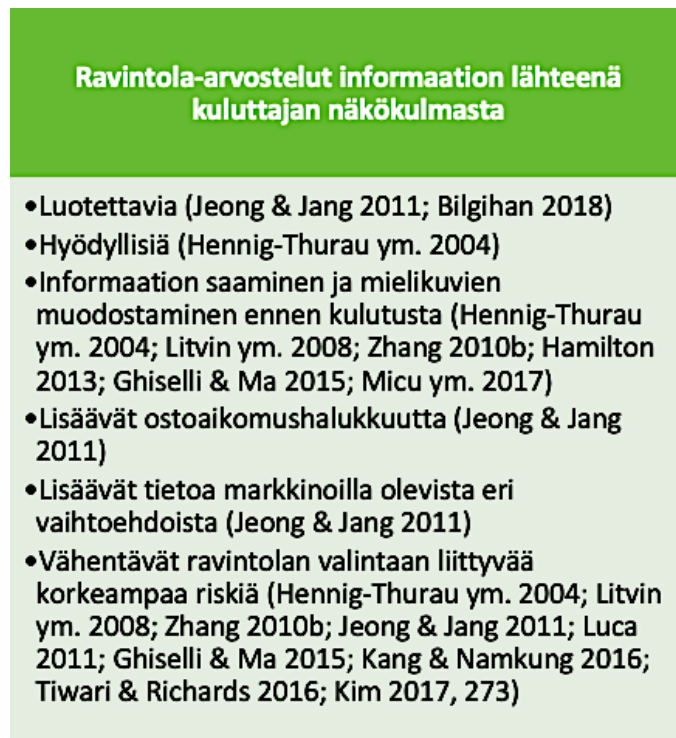 Ravintola-arvostelut informaation lähteenä
kuluttajan näkökulmasta
•Luotettavia (Jeong & Jang 2011; Bilgihan 2018)
•Hyödyllisiä (Hennig-Thurau ym. 2004)
•Informaation saaminen ja mielikuvien
muodostaminen ennen kulutusta (Hennig-Thurau
ym. 2004; Litvin ym. 2008; Zhang 2010b; Hamilton
2013; Ghiselli & Ma 2015; Micu ym. 2017)
•Lisäävät ostoaikomushalukkuutta (Jeong & Jang
2011)
•Lisäävät tietoa markkinoilla olevista eri
vaihtoehdoista (Jeong & Jang 2011)
•Vähentävät ravintolan valintaan liittyvää
korkeampaa riskiä (Hennig-Thurau ym. 2004; Litvin
ym. 2008; Zhang 2010b; Jeong & Jang 2011; Luca
2011; Ghiselli & Ma 2015; Kang & Namkung 2016;
Tiwari & Richards 2016; Kim 2017, 273)